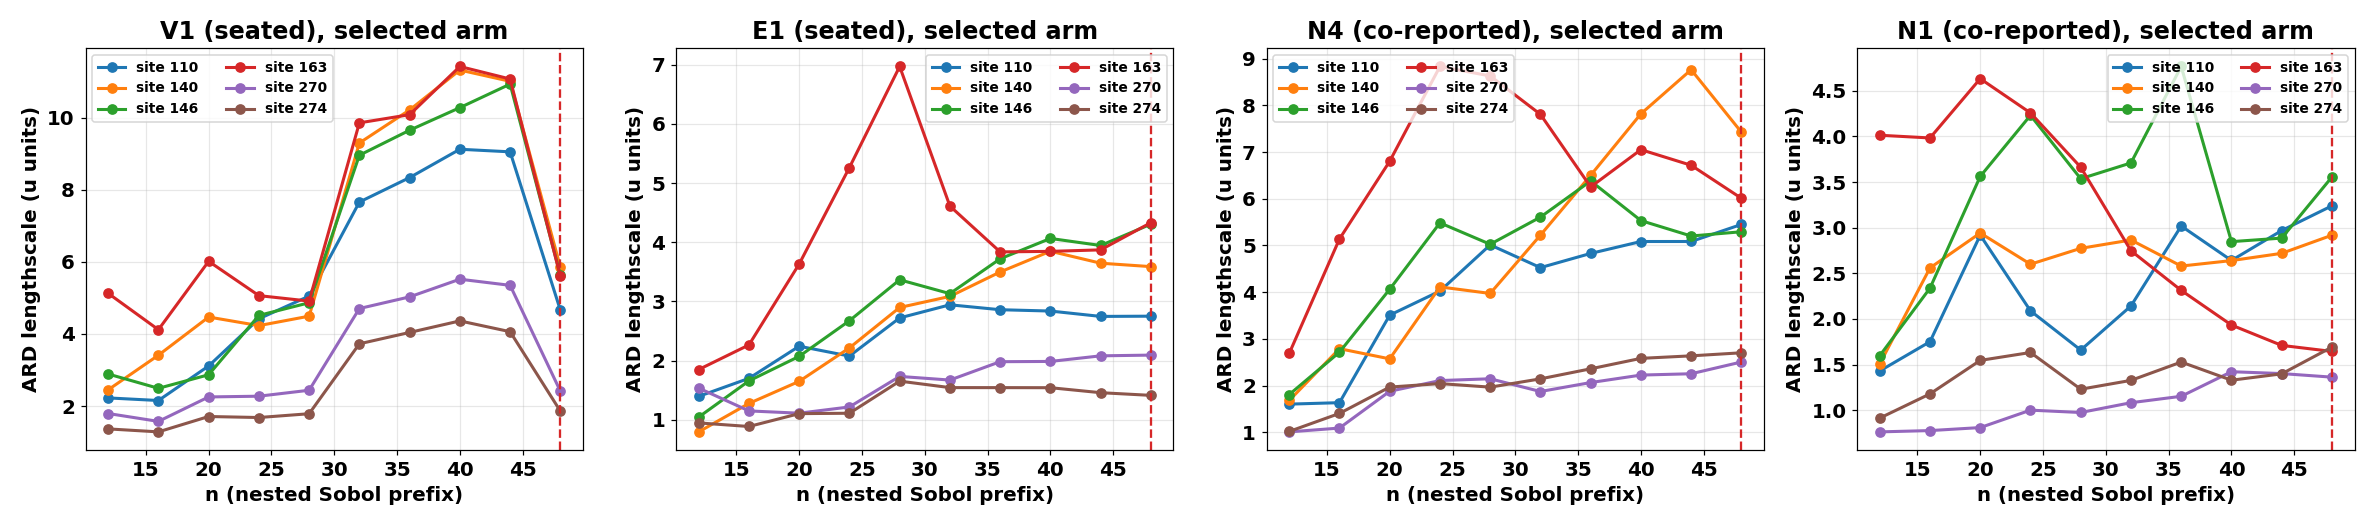 V1 (seated), selected arm
ARD lengthscale (u units)
10
8
6
4
2
site 110
site 140
site 146
site 163
site 270
site 274
15 20 25 30 35 40 45
n (nested Sobol prefix)
E1 (seated), selected arm
ARD lengthscale (u units)
7
6
5
4
3
2
1
site 110
site 140
site 146
site 163
site 270
site 274
15 20 25 30 35 40 45
n (nested Sobol prefix)
N4 (co-reported), selected arm
ARD lengthscale (u units)
9
8
7
6
5
4
3
2
1
site 110
site 140
site 146
site 163
site 270
site 274
15 20 25 30 35 40 45
n (nested Sobol prefix)
N1 (co-reported), selected arm
ARD lengthscale (u units)
4.5
4.0
3.5
3.0
2.5
2.0
1.5
1.0
site 110
site 140
site 146
site 163
site 270
site 274
15 20 25 30 35 40 45
n (nested Sobol prefix)